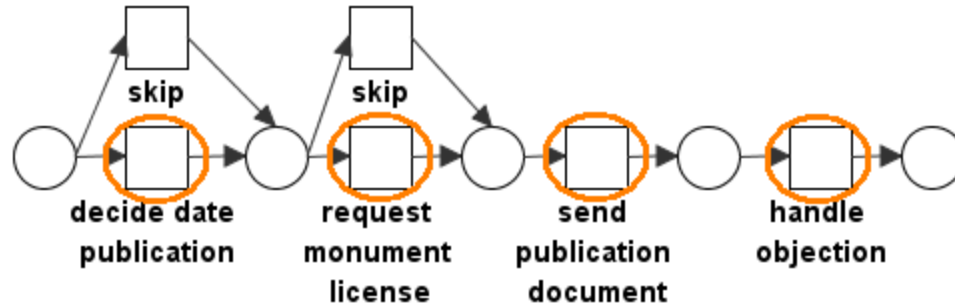 skip
skip
decide date
publication
request
monument
license
send
publication
document
handle
objection